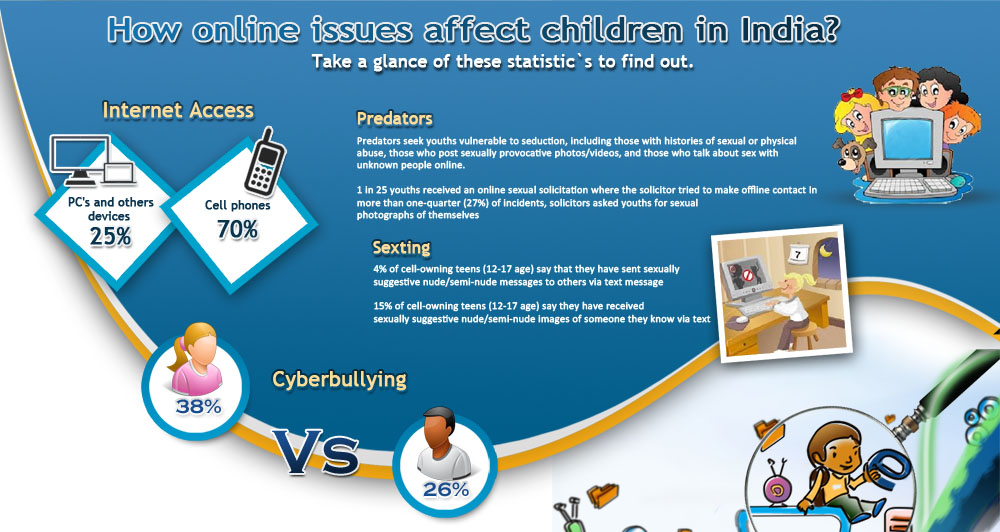 How online issues affect children in India?
Take a glance of these statistic`s to find out.
Internet Access
PC's and others
devices
25%
Cell phones
70%
Predators
Predators seek youths vulnerable to seduction, including those with histories of sexual or physical
abuse, those who post sexually provocative photos/videos, and those who talk about sex with
unknown people online.
1 in 25 youths received an online sexual solicitation where the solicitor tried to make offline contact In
more than one-quarter (27%) of incidents, solicitors asked youths for sexual
photographs of themselves
Sexting
4% of cell-owning teens (12-17 age) say that they have sent sexually
suggestive nude/semi-nude messages to others via text message
15% of cell-owning teens (12-17 age) say they have received
sexually suggestive nude/semi-nude images of someone they know via text
7
Cyberbullying
38%
Vs
26%